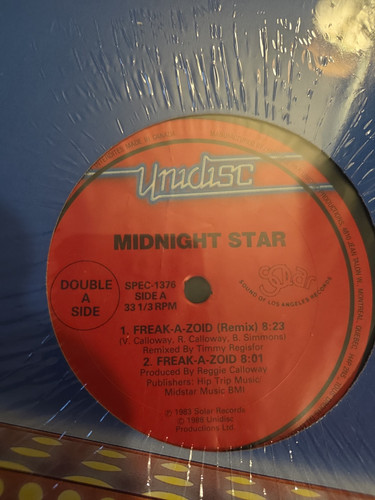 Unidisc
MIDNIGHT STAR
DOUBLE
A
SIDE
SPEC-1376
SIDE A
33 1/3 RPM
Solar
SOUND OF LOS ANGELES RECORDS
1. FREAK-A-ZOID (Remix) 8:23
(V. Calloway, R. Calloway, B. Simmons)
Remixed by Timmy Regisfor
2. FREAK-A-ZOID 8:01
Produced by Reggie Calloway
Publishers: Hip Trip Music:
Midstar Music BMI
℗ 1983 Solar Records
© 1989 Unidisc
Productions Ltd.